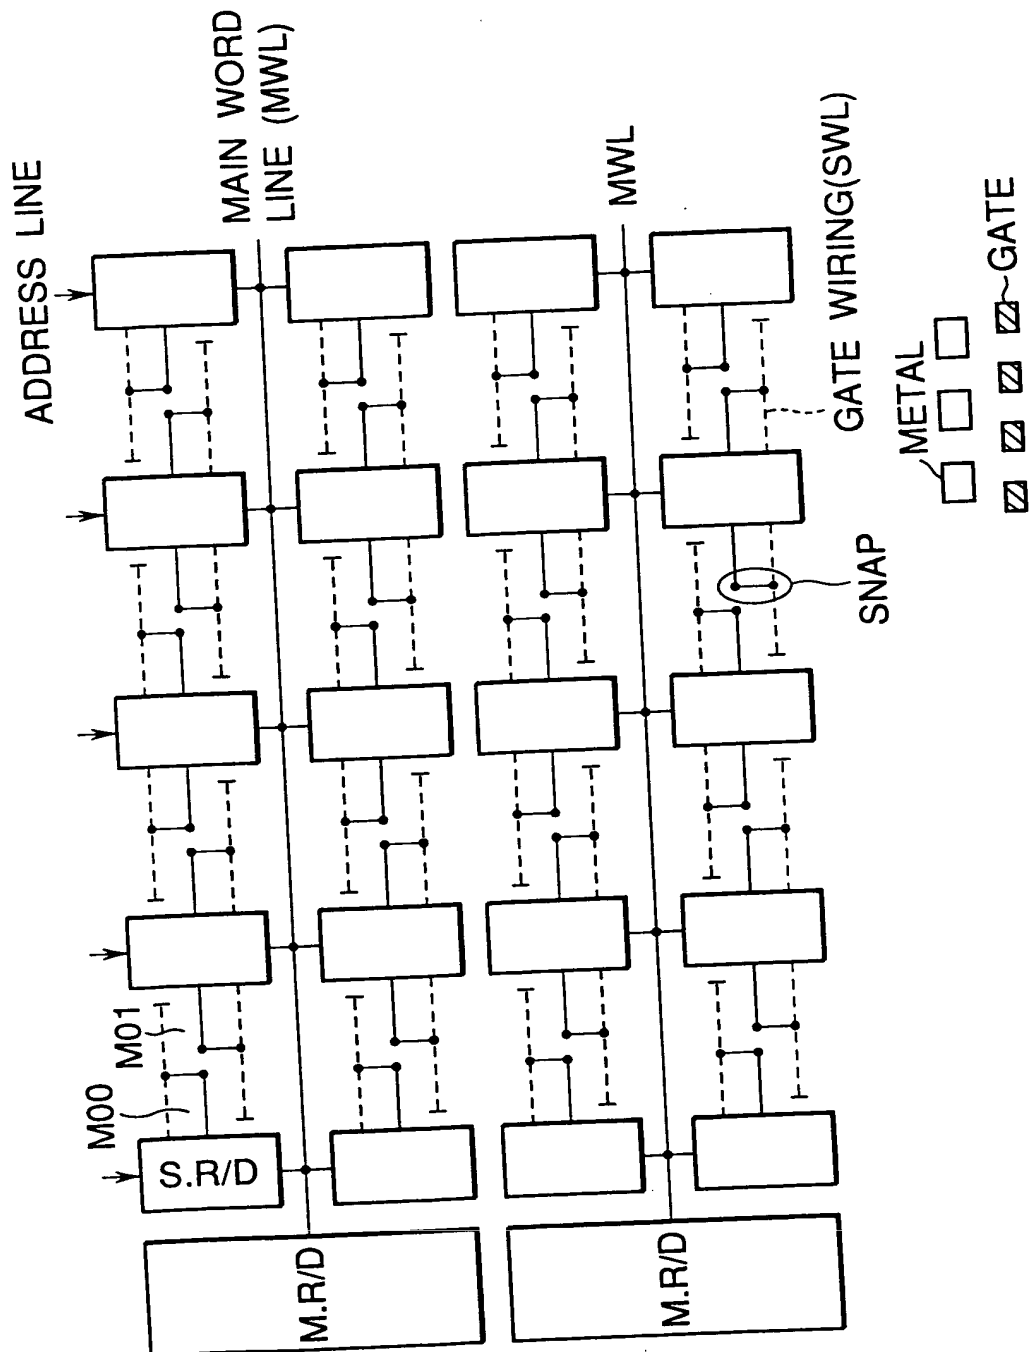 ADDRESS LINE
MAIN WORD
LINE (MWL)
MWL
GATE WIRING(SWL)
M00
M01
S.R/D
M.R/D
M.R/D
SNAP
METAL
GATE